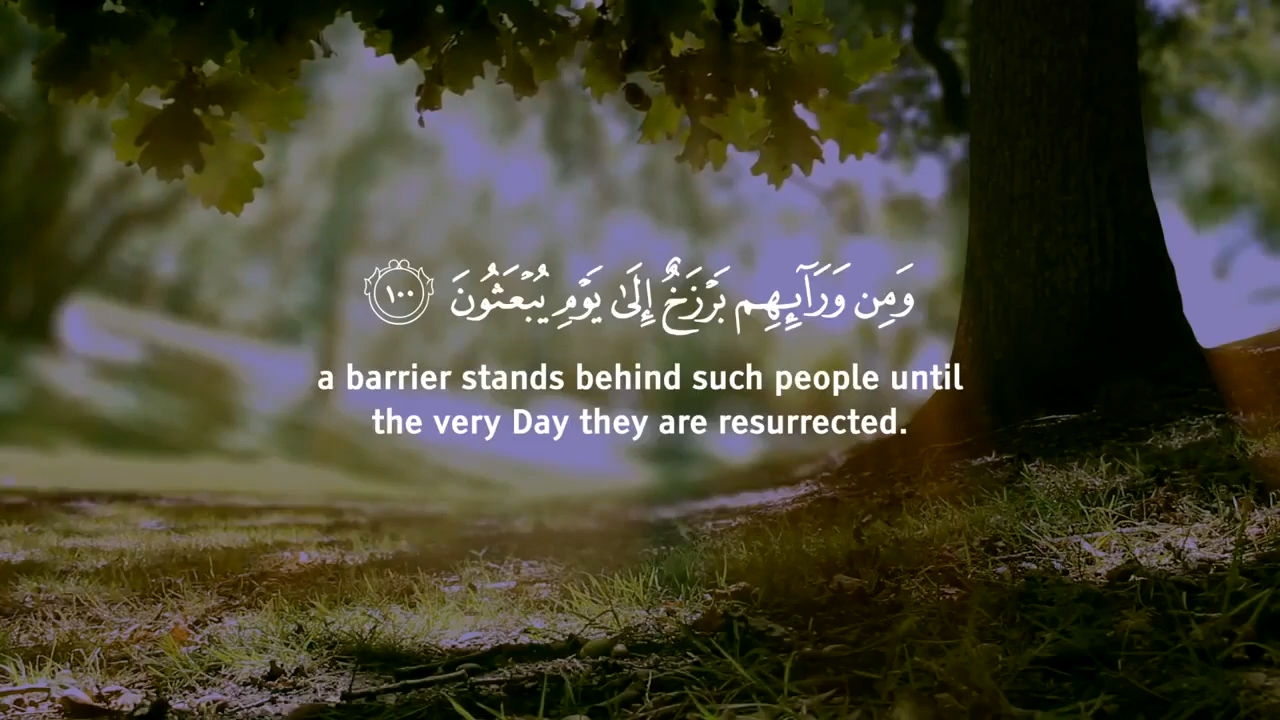 وَمِن وَرَآئِهِم بَرْزَخٌ إِلَىٰ يَوْمِ يُبْعَثُونَ ١٠٠
a barrier stands behind such people until
the very Day they are resurrected.